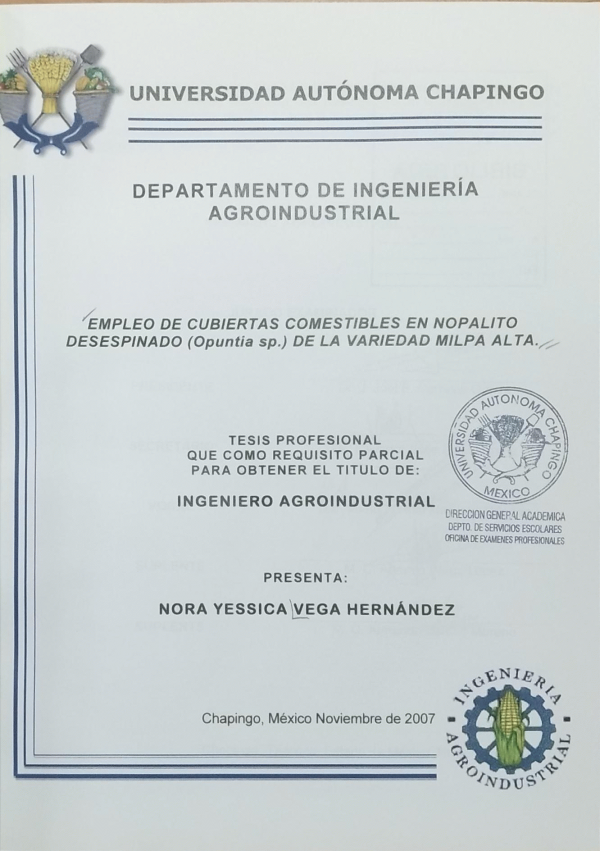 UNIVERSIDAD AUTÓNOMA CHAPINGO
DEPARTAMENTO DE INGENIERÍA
AGROINDUSTRIAL
EMPLEO DE CUBIERTAS COMESTIBLES EN NOPALITO
DESESPINADO (Opuntia sp.) DE LA VARIEDAD MILPA ALTA.
TESIS PROFESIONAL
QUE COMO REQUISITO PARCIAL
PARA OBTENER EL TITULO DE:
INGENIERO AGROINDUSTRIAL
UNIVERSIDAD AUTONOMA CHAPINGO
MEXICO
DIRECCION GENERAL ACADEMICA
DEPTO. DE SERVICIOS ESCOLARES
OFICINA DE EXAMENES PROFESIONALES
PRESENTA:
NORA YESSICA VEGA HERNÁNDEZ
Chapingo, México Noviembre de 2007
INGENIERIA
AGROINDUSTRIAL